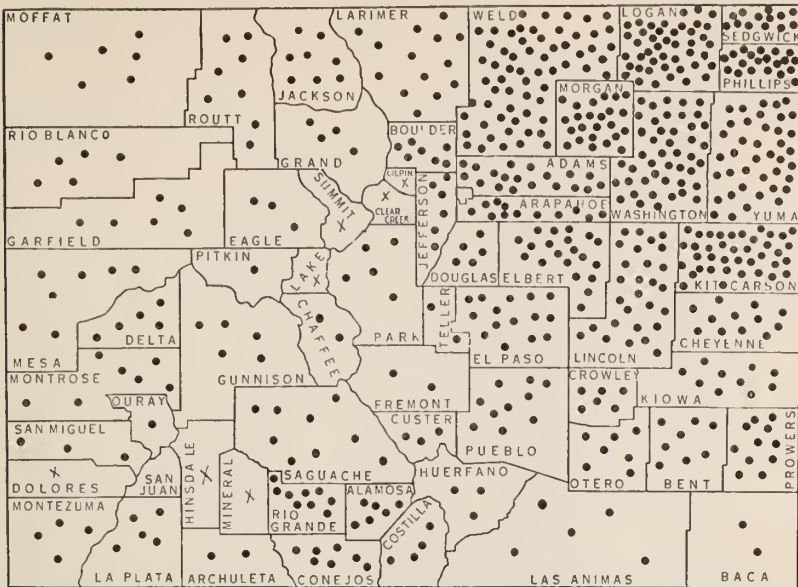 MOFFAT
ROUTT
JACKSON
LARIMER
WELD
LOGAN
SEDGWICK
PHILLIPS
MORGAN
RIO BLANCO
GRAND
BOULDER
GILPIN
ADAMS
SUMMIT
CLEAR CREEK
JEFFERSON
ARAPAHOE
WASHINGTON
YUMA
GARFIELD
EAGLE
PITKIN
LAKE
DOUGLAS
ELBERT
KIT CARSON
CHAFFEE
PARK
TELLER
DELTA
MESA
EL PASO
LINCOLN
CHEYENNE
MONTROSE
GUNNISON
CROWLEY
KIOWA
OURAY
FREMONT
CUSTER
SAN MIGUEL
PUEBLO
PROWERS
DOLORES
SAN JUAN
HINSDALE
MINERAL
SAGUACHE
HUERFANO
OTERO
BENT
MONTEZUMA
RIO GRANDE
ALAMOSA
COSTILLA
LA PLATA
ARCHULETA
CONEJOS
LAS ANIMAS
BACA